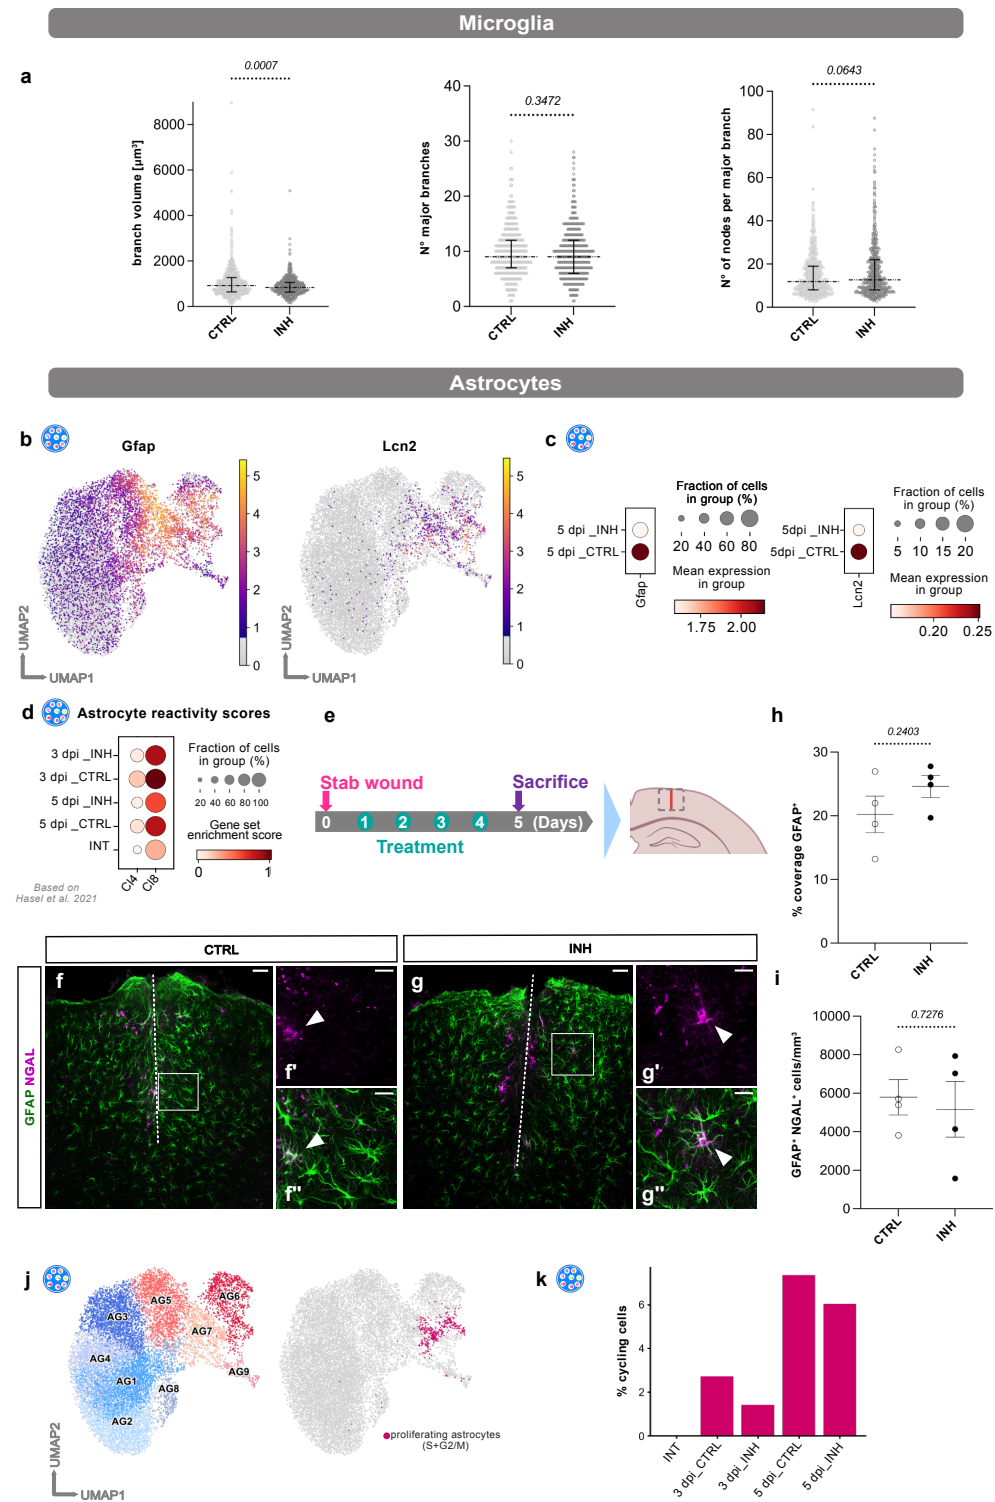 Microglia
a
0.0007
branch volume [µm³]
8000
6000
4000
2000
0
CTRL
INH
0.3472
N° major branches
40
30
20
10
0
CTRL
INH
0.0643
N° of nodes per major branch
100
80
60
40
20
0
CTRL
INH
Astrocytes
b
Gfap
5
4
3
2
1
0
Lcn2
5
4
3
2
1
0
UMAP2
UMAP1
UMAP1
c
5 dpi _INH
5 dpi _CTRL
Gfap
Fraction of cells
in group (%)
20 40 60 80
Mean expression
in group
1.75 2.00
5dpi _INH
5dpi _CTRL
Lcn2
Fraction of cells
in group (%)
5 10 15 20
Mean expression
in group
0.20 0.25
d
Astrocyte reactivity scores
3 dpi _INH
3 dpi _CTRL
5 dpi _INH
5 dpi _CTRL
INT
Cl4 Cl8
Fraction of cells
in group (%)
20 40 60 80 100
Gene set
enrichment score
0 1
Based on
Hasel et al. 2021
e
Stab wound
Sacrifice
0 1 2 3 4 5 (Days)
Treatment
h
0.2403
% coverage GFAP⁺
30
20
10
0
CTRL
INH
CTRL
INH
GFAP NGAL
f
f'
f"
g
g'
g"
i
0.7276
GFAP⁺ NGAL⁺ cells/mm³
10000
8000
6000
4000
2000
0
CTRL
INH
j
AG3
AG5
AG6
AG7
AG4
AG1
AG8
AG9
AG2
UMAP2
UMAP1
proliferating astrocytes
(S+G2/M)
k
% cycling cells
6
4
2
0
INT
3 dpi_CTRL
3 dpi_INH
5 dpi_CTRL
5 dpi_INH